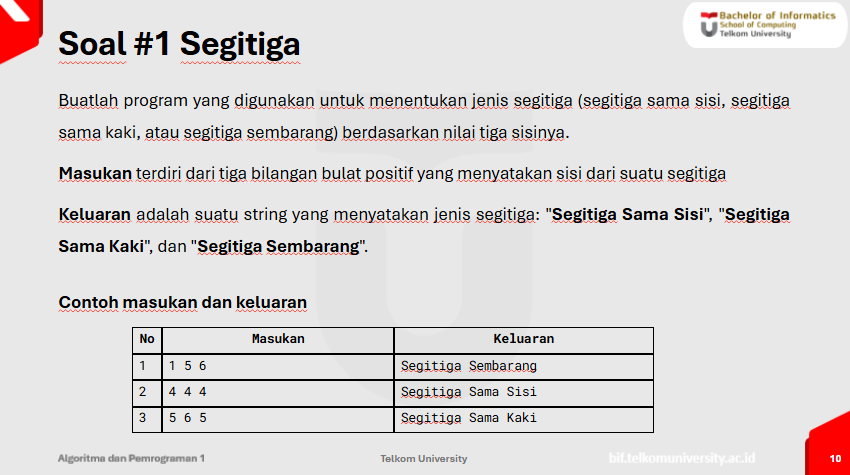 Bachelor of Informatics
School of Computing
Telkom University
Soal #1 Segitiga
Buatlah program yang digunakan untuk menentukan jenis segitiga (segitiga sama sisi, segitiga
sama kaki, atau segitiga sembarang) berdasarkan nilai tiga sisinya.
Masukan terdiri dari tiga bilangan bulat positif yang menyatakan sisi dari suatu segitiga
Keluaran adalah suatu string yang menyatakan jenis segitiga: "Segitiga Sama Sisi", "Segitiga
Sama Kaki", dan "Segitiga Sembarang".
Contoh masukan dan keluaran
No Masukan Keluaran
1 1 5 6 Segitiga Sembarang
2 4 4 4 Segitiga Sama Sisi
3 5 6 5 Segitiga Sama Kaki
Algoritma dan Pemrograman 1 Telkom University bif.telkomuniversity.ac.id 10